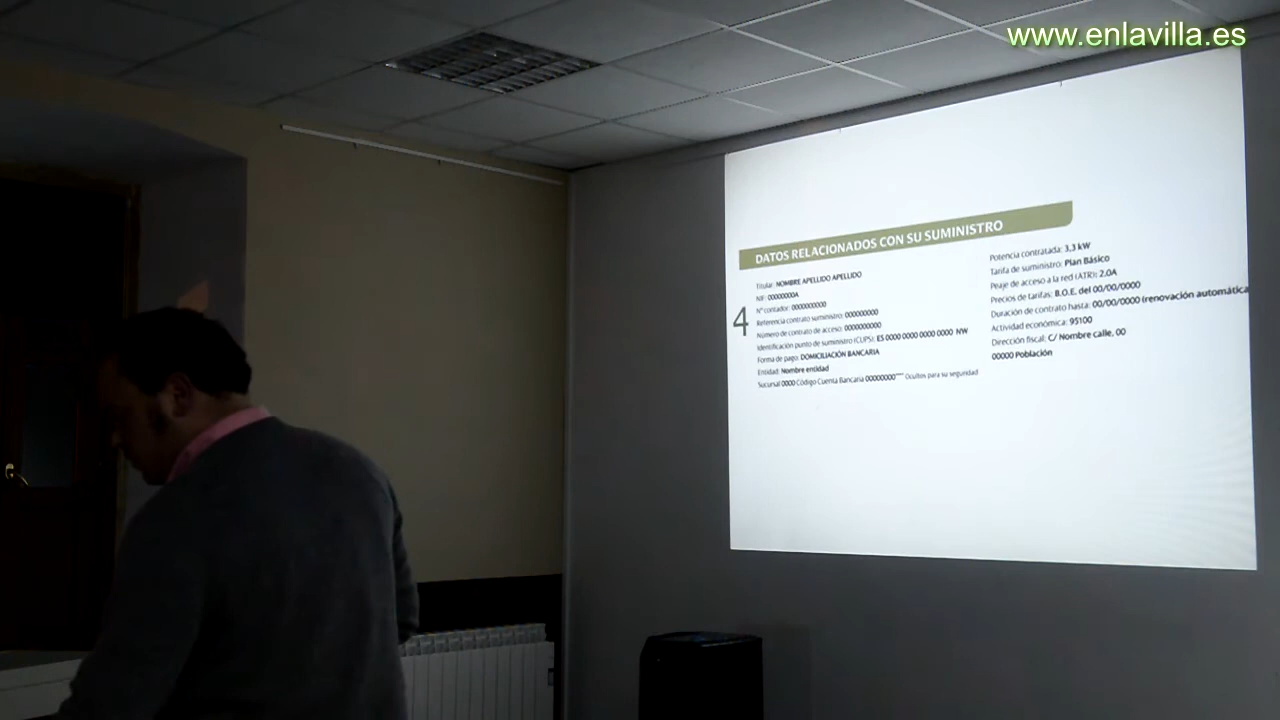 www.enlavilla.es
DATOS RELACIONADOS CON SU SUMINISTRO
4
Titular: NOMBRE APELLIDO APELLIDO
NIF: 00000000A
Nº contador: 0000000000
Referencia contrato suministro: 000000000
Número de contrato de acceso: 0000000000
Identificación punto de suministro (CUPS): ES 0000 0000 0000 0000 NW
Forma de pago: DOMICILIACIÓN BANCARIA
Entidad: Nombre entidad
Sucursal 0000 Código Cuenta Bancaria 00000000**** Ocultos para su seguridad
Potencia contratada: 3,3 kW
Tarifa de suministro: Plan Básico
Peaje de acceso a la red (ATR): 2.0A
Precios de tarifas: B.O.E. del 00/00/0000
Duración de contrato hasta: 00/00/0000 (renovación automática
Actividad económica: 95100
Dirección fiscal: C/ Nombre calle, 00
00000 Población